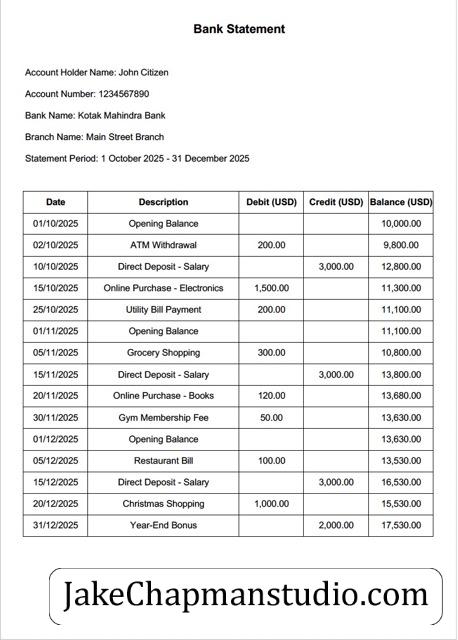 Bank Statement
Account Holder Name: John Citizen
Account Number: 1234567890
Bank Name: Kotak Mahindra Bank
Branch Name: Main Street Branch
Statement Period: 1 October 2025 - 31 December 2025
Date Description Debit (USD) Credit (USD) Balance (USD)
01/10/2025 Opening Balance 10,000.00
02/10/2025 ATM Withdrawal 200.00 9,800.00
10/10/2025 Direct Deposit - Salary 3,000.00 12,800.00
15/10/2025 Online Purchase - Electronics 1,500.00 11,300.00
25/10/2025 Utility Bill Payment 200.00 11,100.00
01/11/2025 Opening Balance 11,100.00
05/11/2025 Grocery Shopping 300.00 10,800.00
15/11/2025 Direct Deposit - Salary 3,000.00 13,800.00
20/11/2025 Online Purchase - Books 120.00 13,680.00
30/11/2025 Gym Membership Fee 50.00 13,630.00
01/12/2025 Opening Balance 13,630.00
05/12/2025 Restaurant Bill 100.00 13,530.00
15/12/2025 Direct Deposit - Salary 3,000.00 16,530.00
20/12/2025 Christmas Shopping 1,000.00 15,530.00
31/12/2025 Year-End Bonus 2,000.00 17,530.00
JakeChapmanstudio.com